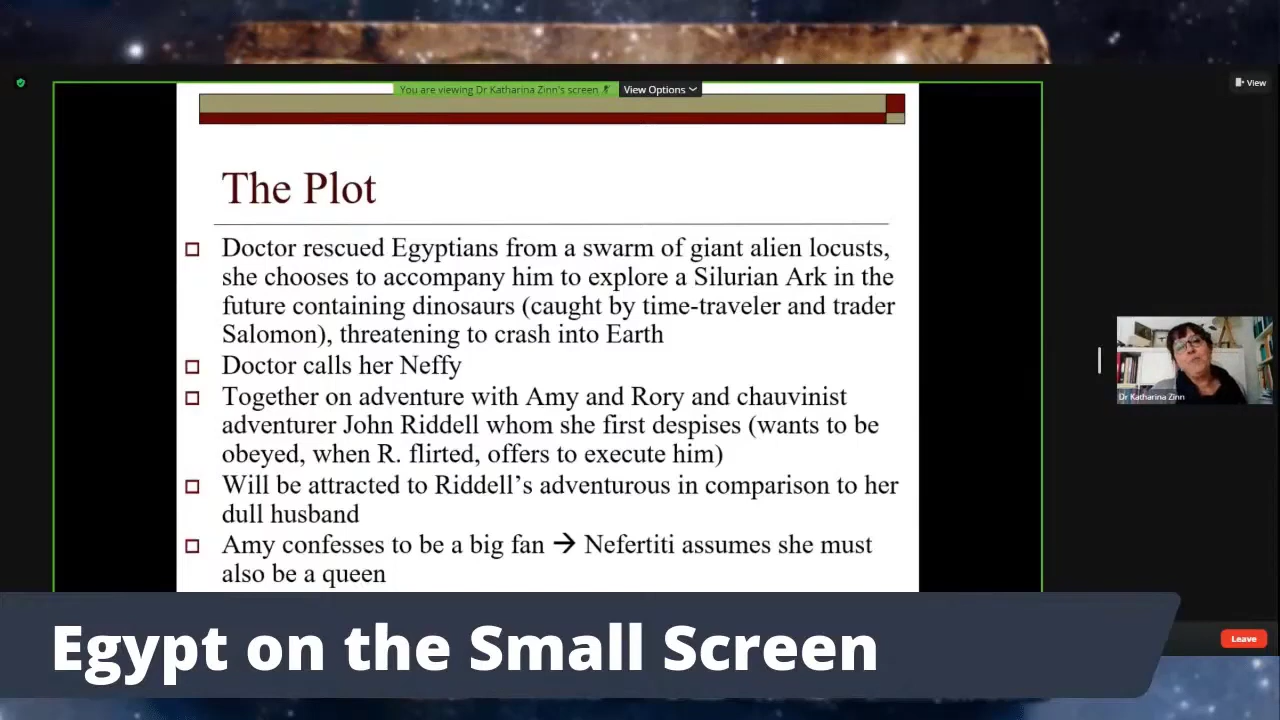 You are viewing Dr Katharina Zinn's screen
View Options
View
The Plot
Doctor rescued Egyptians from a swarm of giant alien locusts,
she chooses to accompany him to explore a Silurian Ark in the
future containing dinosaurs (caught by time-traveler and trader
Salomon), threatening to crash into Earth
Doctor calls her Neffy
Together on adventure with Amy and Rory and chauvinist
adventurer John Riddell whom she first despises (wants to be
obeyed, when R. flirted, offers to execute him)
Will be attracted to Riddell's adventurous in comparison to her
dull husband
Amy confesses to be a big fan → Nefertiti assumes she must
also be a queen
Dr Katharina Zinn
Leave
Egypt on the Small Screen